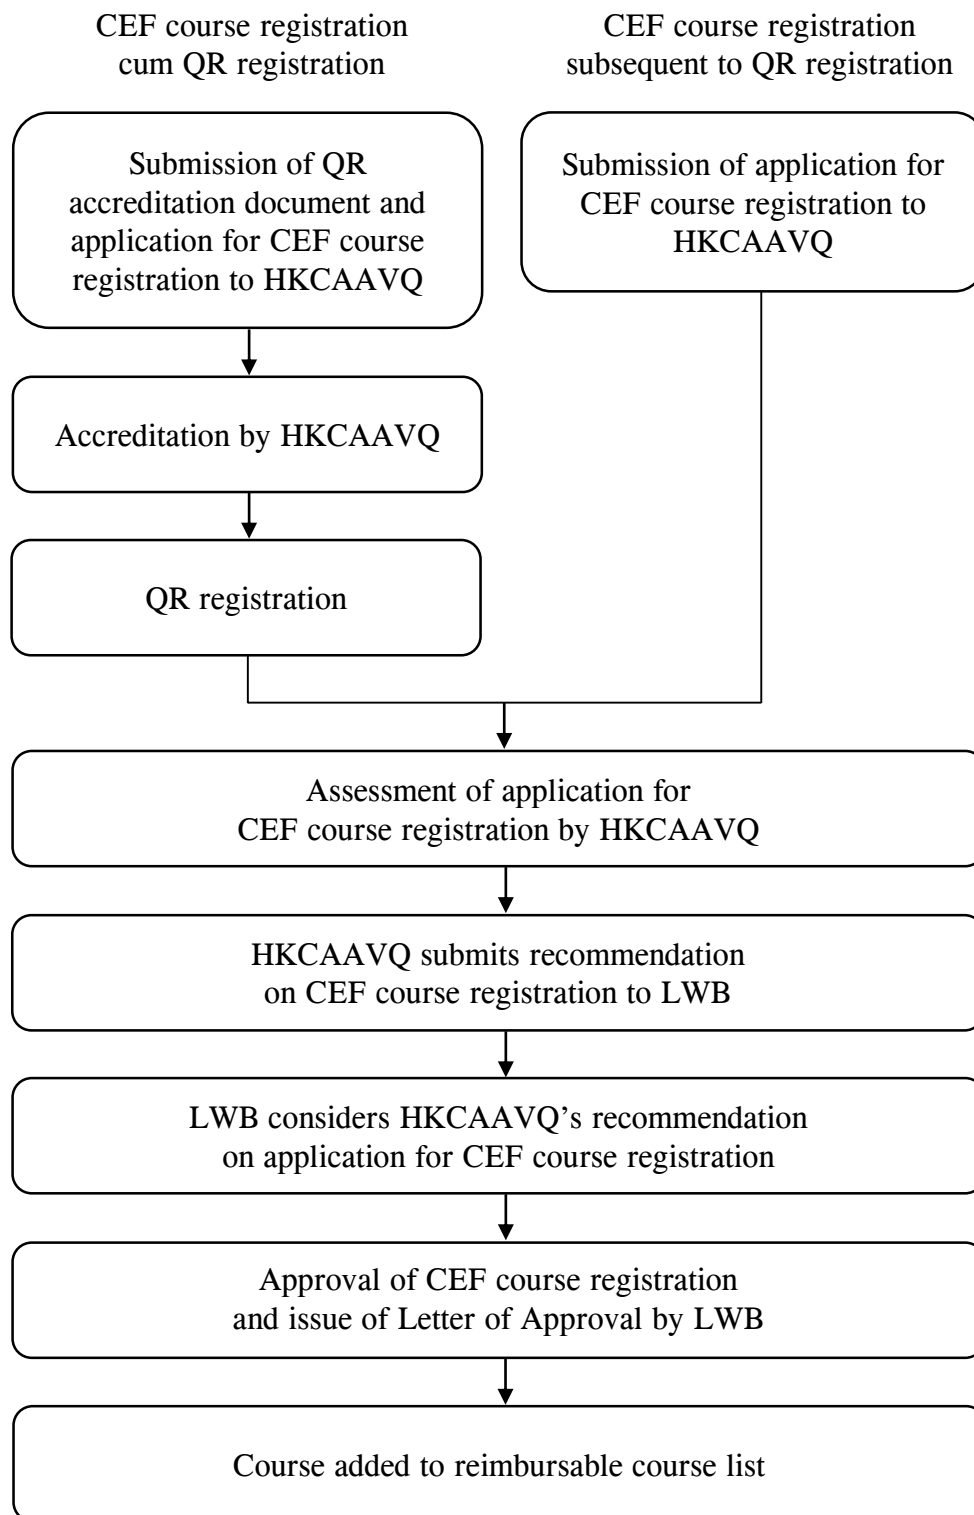 CEF course registration
cum QR registration
CEF course registration
subsequent to QR registration
Submission of QR
accreditation document and
application for CEF course
registration to HKCAAVQ
Submission of application for
CEF course registration to
HKCAAVQ
Accreditation by HKCAAVQ
QR registration
Assessment of application for
CEF course registration by HKCAAVQ
HKCAAVQ submits recommendation
on CEF course registration to LWB
LWB considers HKCAAVQ’s recommendation
on application for CEF course registration
Approval of CEF course registration
and issue of Letter of Approval by LWB
Course added to reimbursable course list